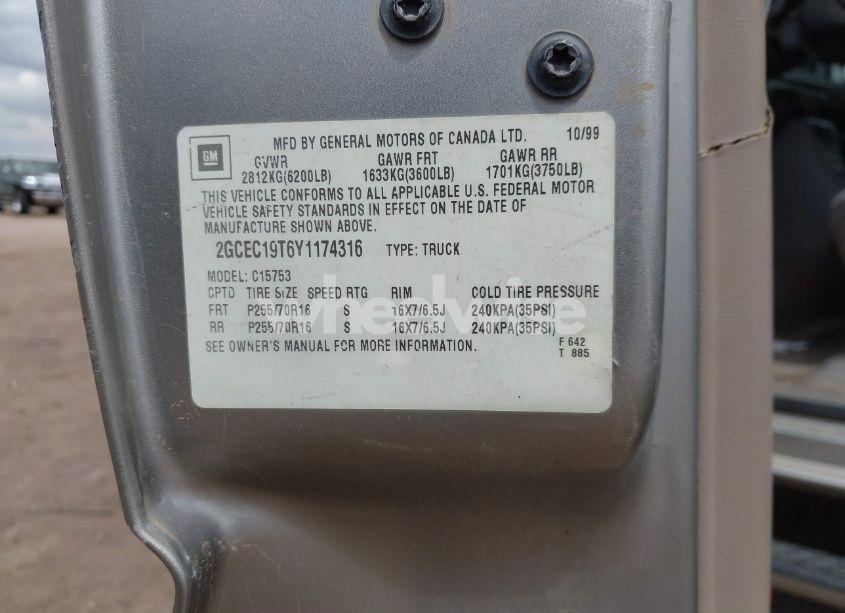 GM
MFD BY GENERAL MOTORS OF CANADA LTD. 10/99
GVWR GAWR FRT GAWR RR
2812KG(6200LB) 1633KG(3600LB) 1701KG(3750LB)
THIS VEHICLE CONFORMS TO ALL APPLICABLE U.S. FEDERAL MOTOR
VEHICLE SAFETY STANDARDS IN EFFECT ON THE DATE OF
MANUFACTURE SHOWN ABOVE.
2GCEC19T6Y1174316 TYPE: TRUCK
MODEL: C15753
CPTD TIRE SIZE SPEED RTG RIM COLD TIRE PRESSURE
FRT P255/70R16 S 16X7/6.5J 240KPA(35PSI)
RR P255/70R16 S 16X7/6.5J 240KPA(35PSI)
SEE OWNER'S MANUAL FOR MORE INFORMATION.
F 642
T 885